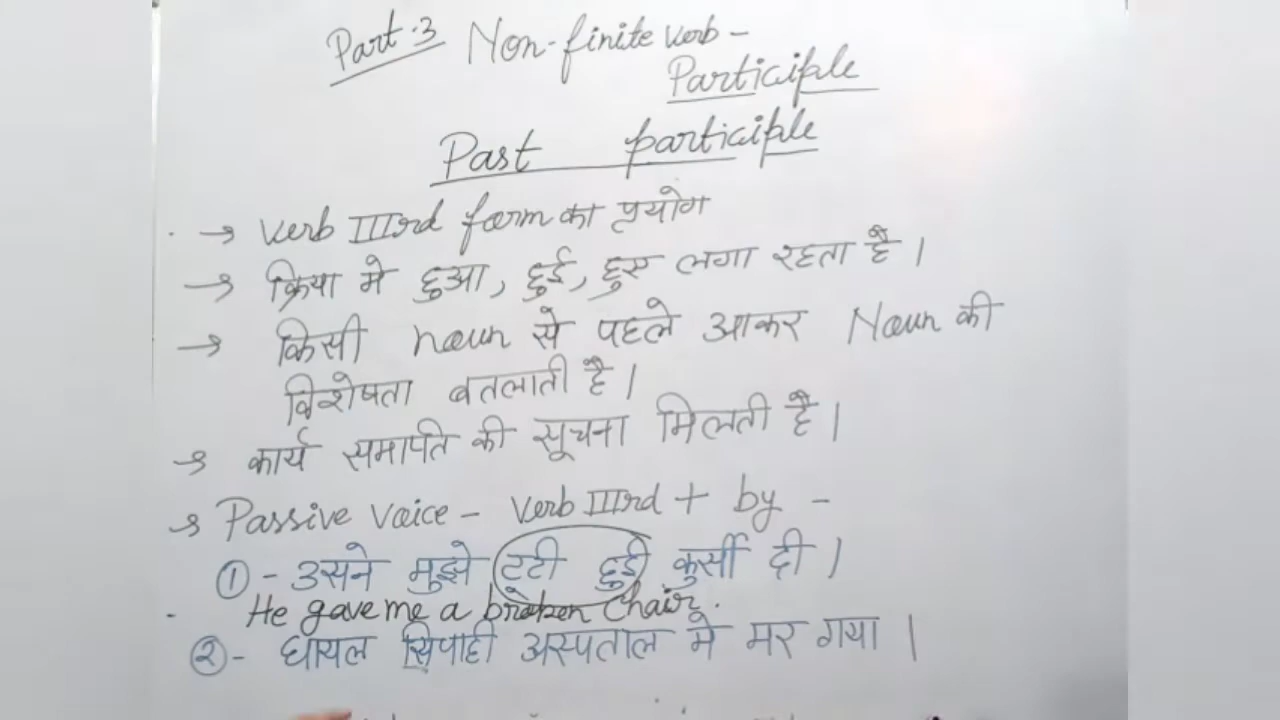 Part.3 Non-finite verb -
Participle
Past participle
→ verb IIIrd form का प्रयोग
→ क्रिया मे हुआ, हुई, हुए लगा रहता है।
→ किसी noun से पहले आकर Noun की
विशेषता बतलाती है।
→ कार्य समाप्ति की सूचना मिलती है।
→ Passive voice - verb IIIrd + by -
① - उसने मुझे टूटी हुई कुर्सी दी।
He gave me a broken Chair.
② - घायल सिपाही अस्पताल मे मर गया।